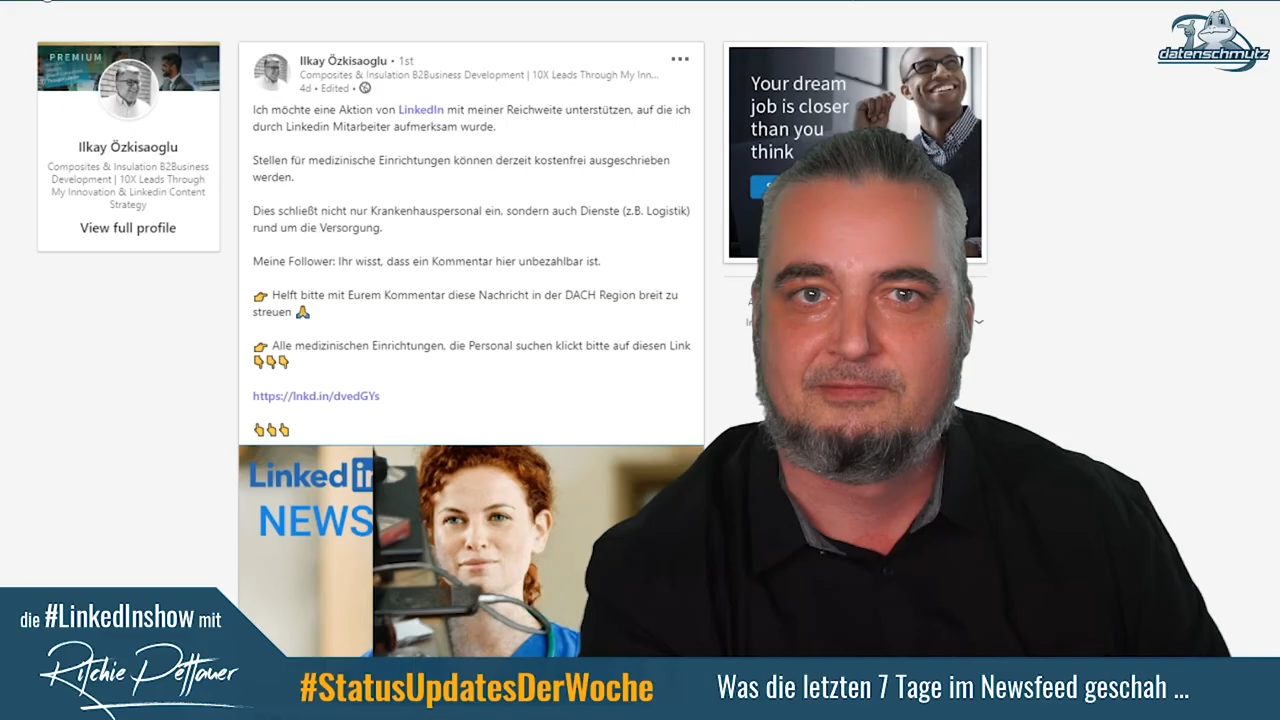 datenschmutz
PREMIUM
Ilkay Özkisaoglu
Composites & Insulation B2Business
Development | 10X Leads Through
My Innovation & Linkedin Content
Strategy
View full profile
Ilkay Özkisaoglu • 1st
Composites & Insulation B2Business Development | 10X Leads Through My Inn...
4d • Edited •
Ich möchte eine Aktion von LinkedIn mit meiner Reichweite unterstützen, auf die ich
durch Linkedin Mitarbeiter aufmerksam wurde.
Stellen für medizinische Einrichtungen können derzeit kostenfrei ausgeschrieben
werden.
Dies schließt nicht nur Krankenhauspersonal ein, sondern auch Dienste (z.B. Logistik)
rund um die Versorgung.
Meine Follower: Ihr wisst, dass ein Kommentar hier unbezahlbar ist.
👉 Helft bitte mit Eurem Kommentar diese Nachricht in der DACH Region breit zu
streuen 🙏
👉 Alle medizinischen Einrichtungen, die Personal suchen klickt bitte auf diesen Link
👇👇👇
https://lnkd.in/dvedGYs
👆👆👆
LinkedIn
NEWS
Your dream
job is closer
than you
think
die #LinkedInshow mit
Ritchie Pettauer
#StatusUpdatesDerWoche
Was die letzten 7 Tage im Newsfeed geschah ...